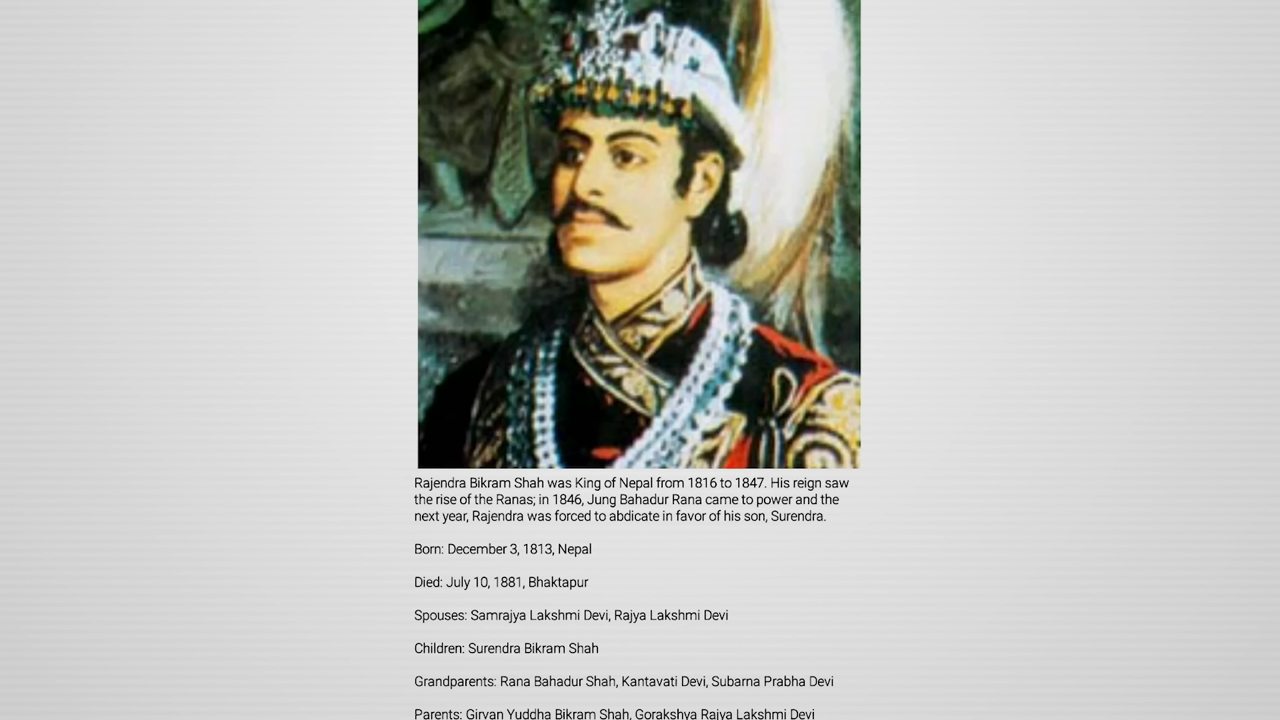 Rajendra Bikram Shah was King of Nepal from 1816 to 1847. His reign saw
the rise of the Ranas; in 1846, Jung Bahadur Rana came to power and the
next year, Rajendra was forced to abdicate in favor of his son, Surendra.
Born: December 3, 1813, Nepal
Died: July 10, 1881, Bhaktapur
Spouses: Samrajya Lakshmi Devi, Rajya Lakshmi Devi
Children: Surendra Bikram Shah
Grandparents: Rana Bahadur Shah, Kantavati Devi, Subarna Prabha Devi
Parents: Girvan Yuddha Bikram Shah, Gorakshya Rajya Lakshmi Devi